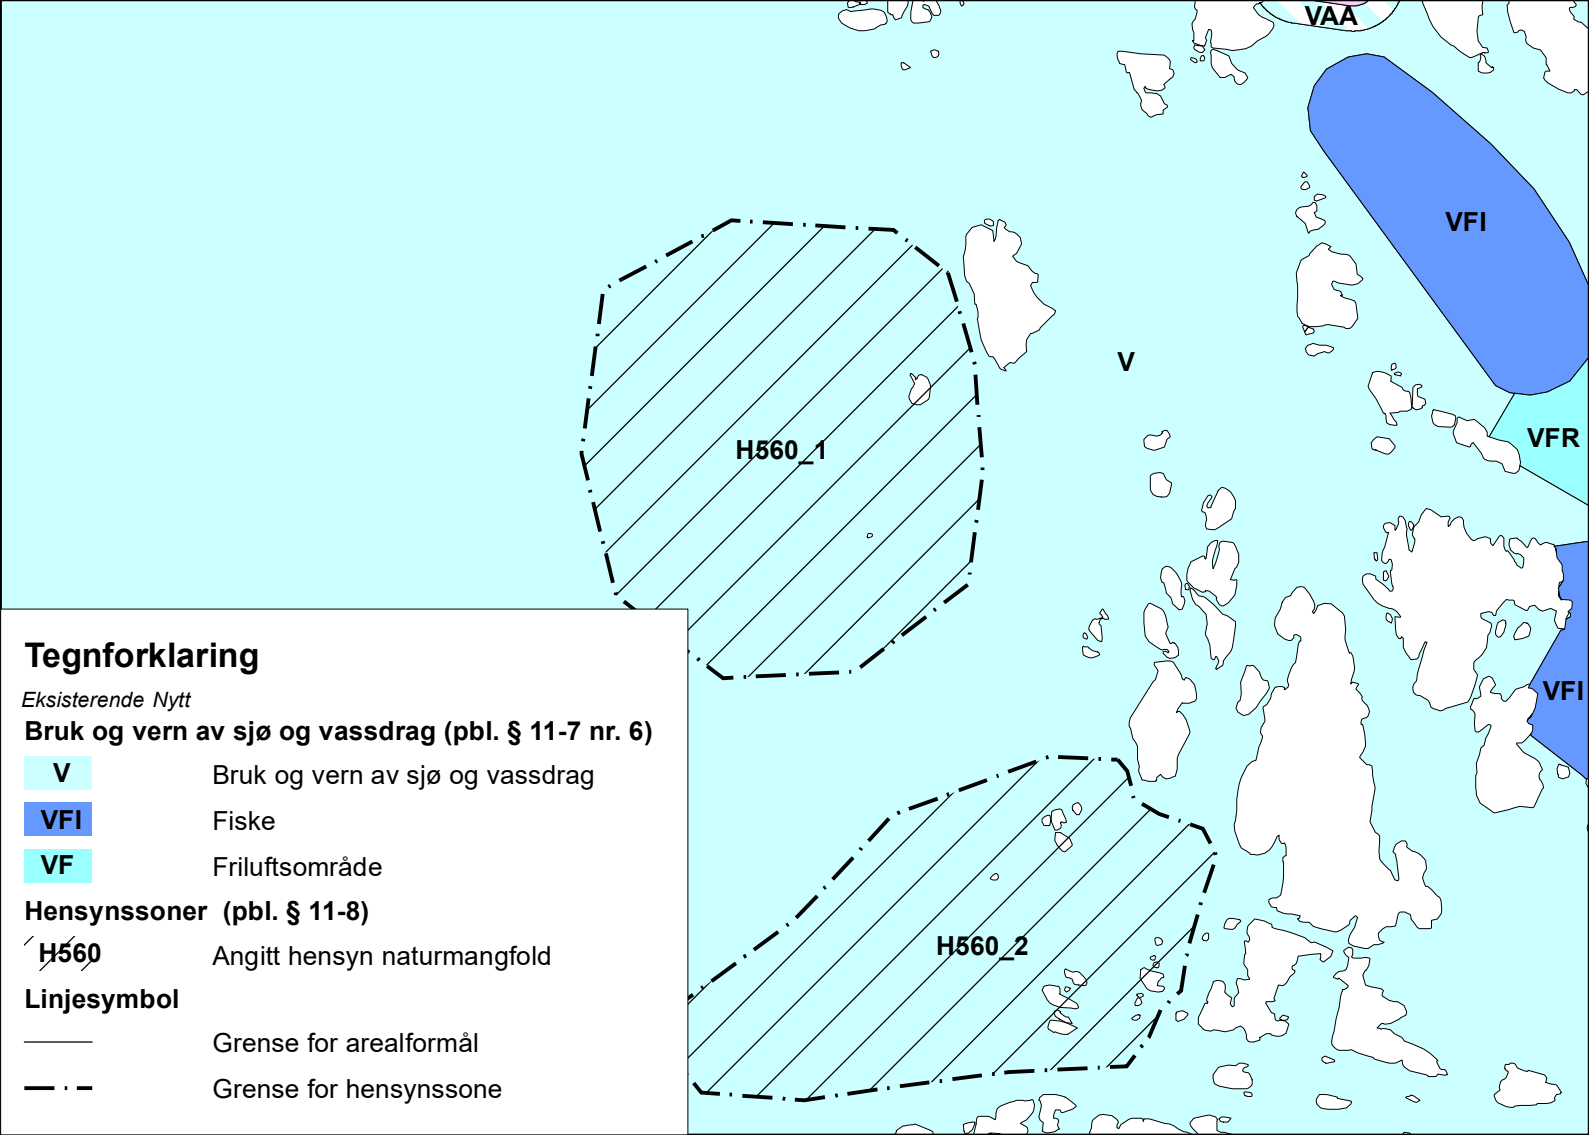 VAA
VFI
V
VFR
H560_1
VFI
H560_2
Tegnforklaring
Eksisterende Nytt
Bruk og vern av sjø og vassdrag (pbl. § 11-7 nr. 6)
V Bruk og vern av sjø og vassdrag
VFI Fiske
VF Friluftsområde
Hensynssoner (pbl. § 11-8)
H560 Angitt hensyn naturmangfold
Linjesymbol
Grense for arealformål
Grense for hensynssone